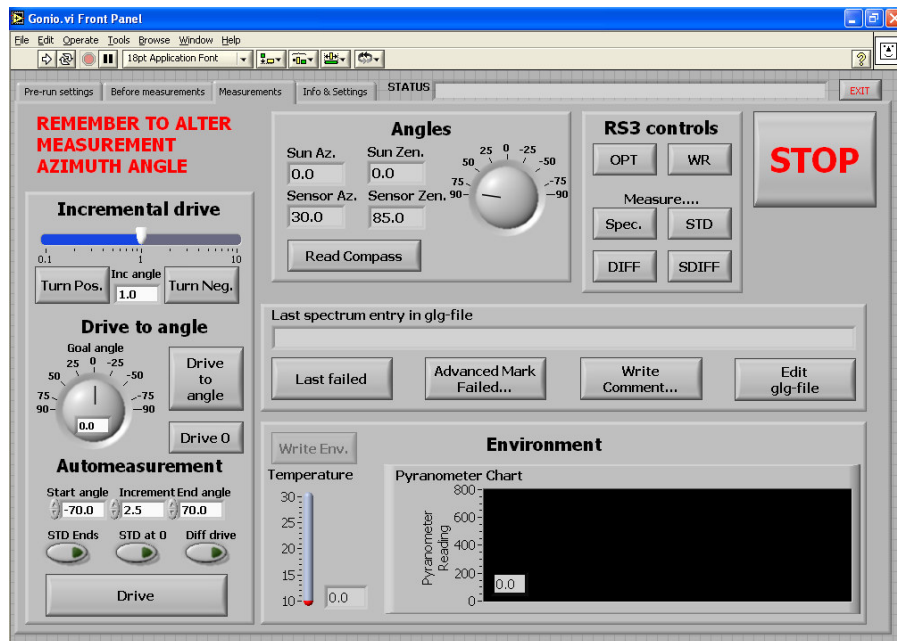 Gonio.vi Front Panel
File Edit Operate Tools Browse Window Help
18pt Application Font
?
Pre-run settings Before measurements Measurements Info & Settings STATUS EXIT
REMEMBER TO ALTER
MEASUREMENT
AZIMUTH ANGLE
Incremental drive
0.1 1 10
Turn Pos. Inc angle Turn Neg.
1.0
Drive to angle
Goal angle
25 0 -25
50 -50
75 -75
90 -90
0.0
Drive
to
angle
Drive 0
Automeasurement
Start angle Increment End angle
-70.0 2.5 70.0
STD Ends STD at 0 Diff drive
Drive
Angles
Sun Az. Sun Zen.
0.0 0.0
Sensor Az. Sensor Zen.
30.0 85.0
Read Compass
25 0 -25
50 -50
75 -75
90 -90
RS3 controls
OPT WR
Measure....
Spec. STD
DIFF SDIFF
STOP
Last spectrum entry in glg-file
Last failed
Advanced Mark
Failed...
Write
Comment...
Edit
glg-file
Write Env.
Environment
Temperature
30
25
20
15
10
0.0
Pyranometer Chart
Pyranometer
Reading
800
600
400
200
0
0.0